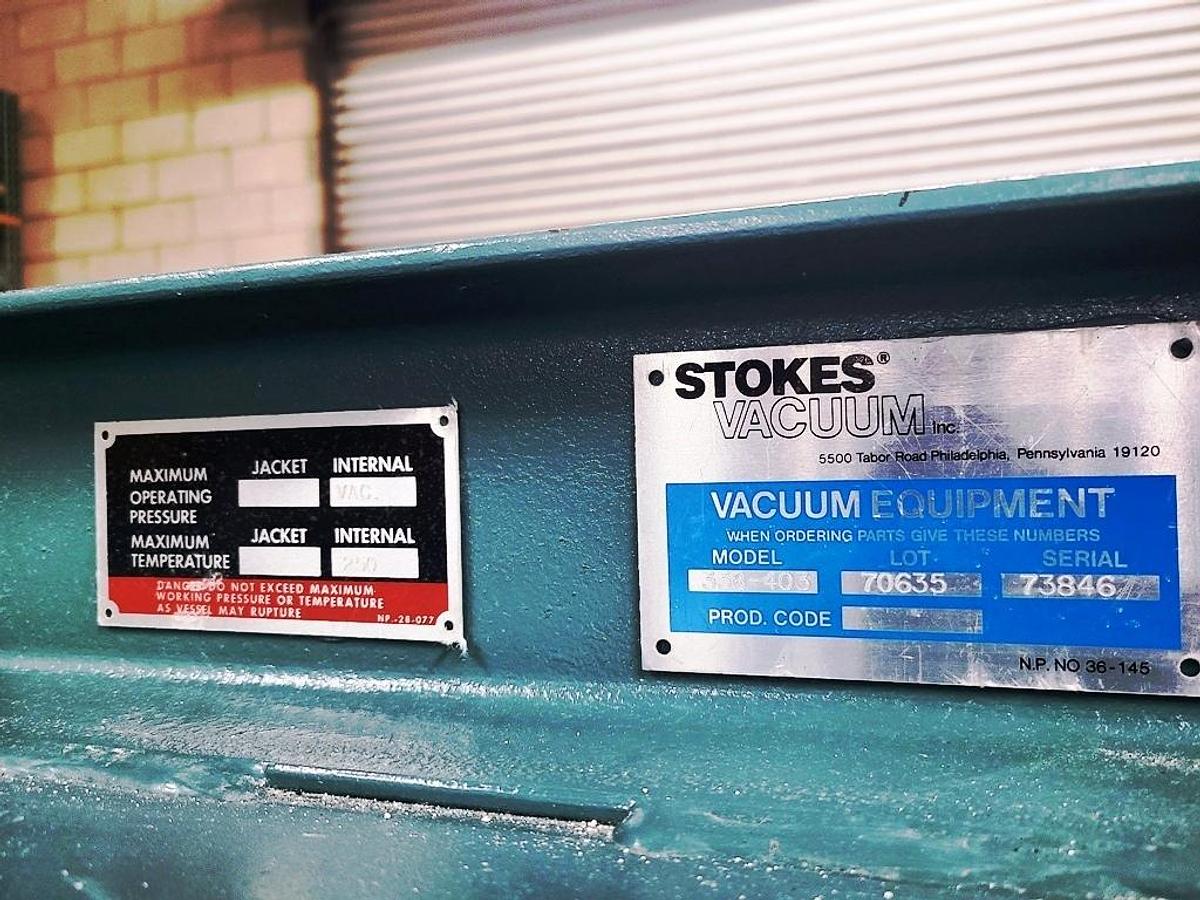 MAXIMUM OPERATING PRESSURE
JACKET INTERNAL
VAC.
MAXIMUM TEMPERATURE
JACKET INTERNAL
250
DANGER DO NOT EXCEED MAXIMUM
WORKING PRESSURE OR TEMPERATURE
AS VESSEL MAY RUPTURE
NP.-28-077
STOKES®
VACUUM inc.
5500 Tabor Road Philadelphia, Pennsylvania 19120
VACUUM EQUIPMENT
WHEN ORDERING PARTS GIVE THESE NUMBERS
MODEL LOT SERIAL
70635 73846
PROD. CODE
N.P. NO 36-145